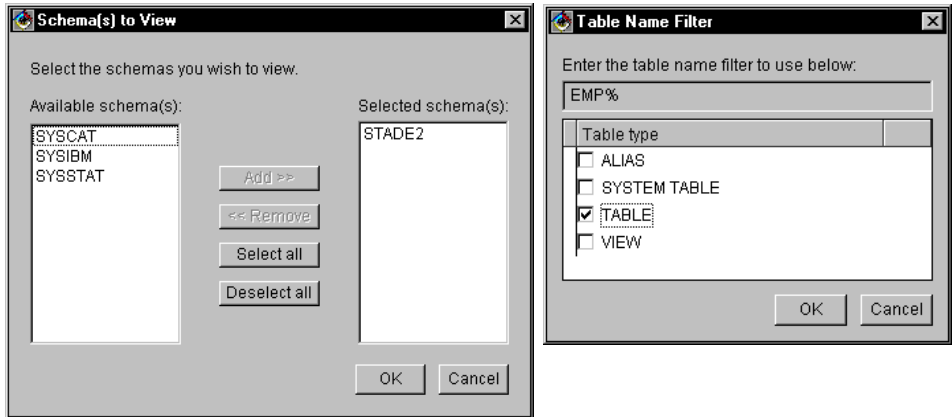 Schema(s) to View
Select the schemas you wish to view.
Available schema(s):
SYSCAT
SYSIBM
SYSSTAT
Add >>
<< Remove
Select all
Deselect all
Selected schema(s):
STADE2
OK
Cancel
Table Name Filter
Enter the table name filter to use below:
EMP%
Table type
ALIAS
SYSTEM TABLE
TABLE
VIEW
OK
Cancel